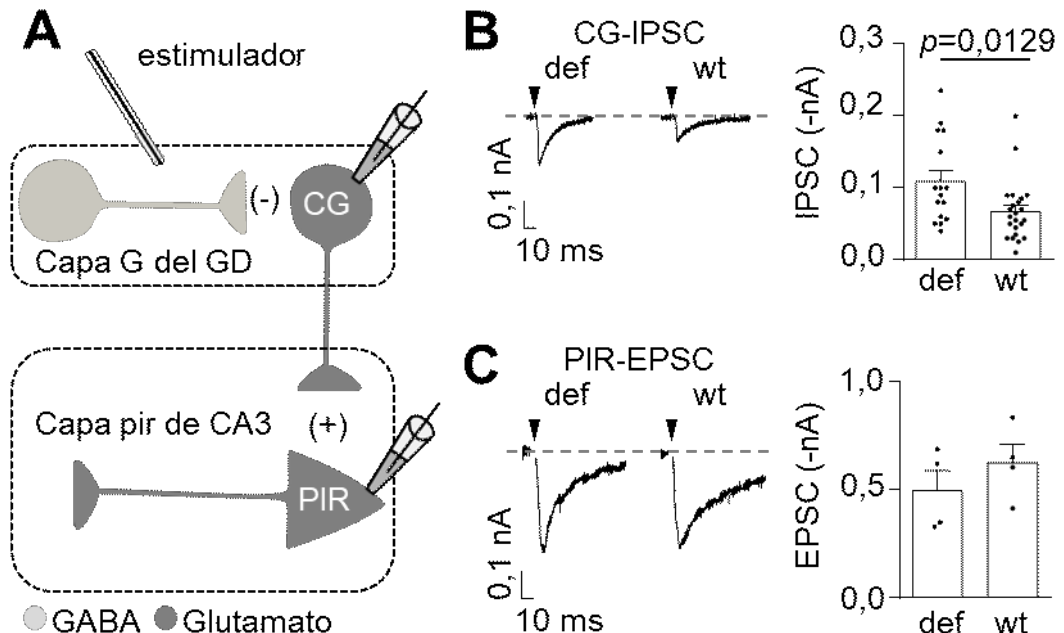 A
estimulador
(-)
CG
Capa G del GD
Capa pir de CA3
(+)
PIR
GABA
Glutamato
B
CG-IPSC
def
wt
0,1 nA
10 ms
IPSC (-nA)
0,3
0,2
0,1
0,0
p=0,0129
def
wt
C
PIR-EPSC
def
wt
0,1 nA
10 ms
EPSC (-nA)
1,0
0,5
0,0
def
wt